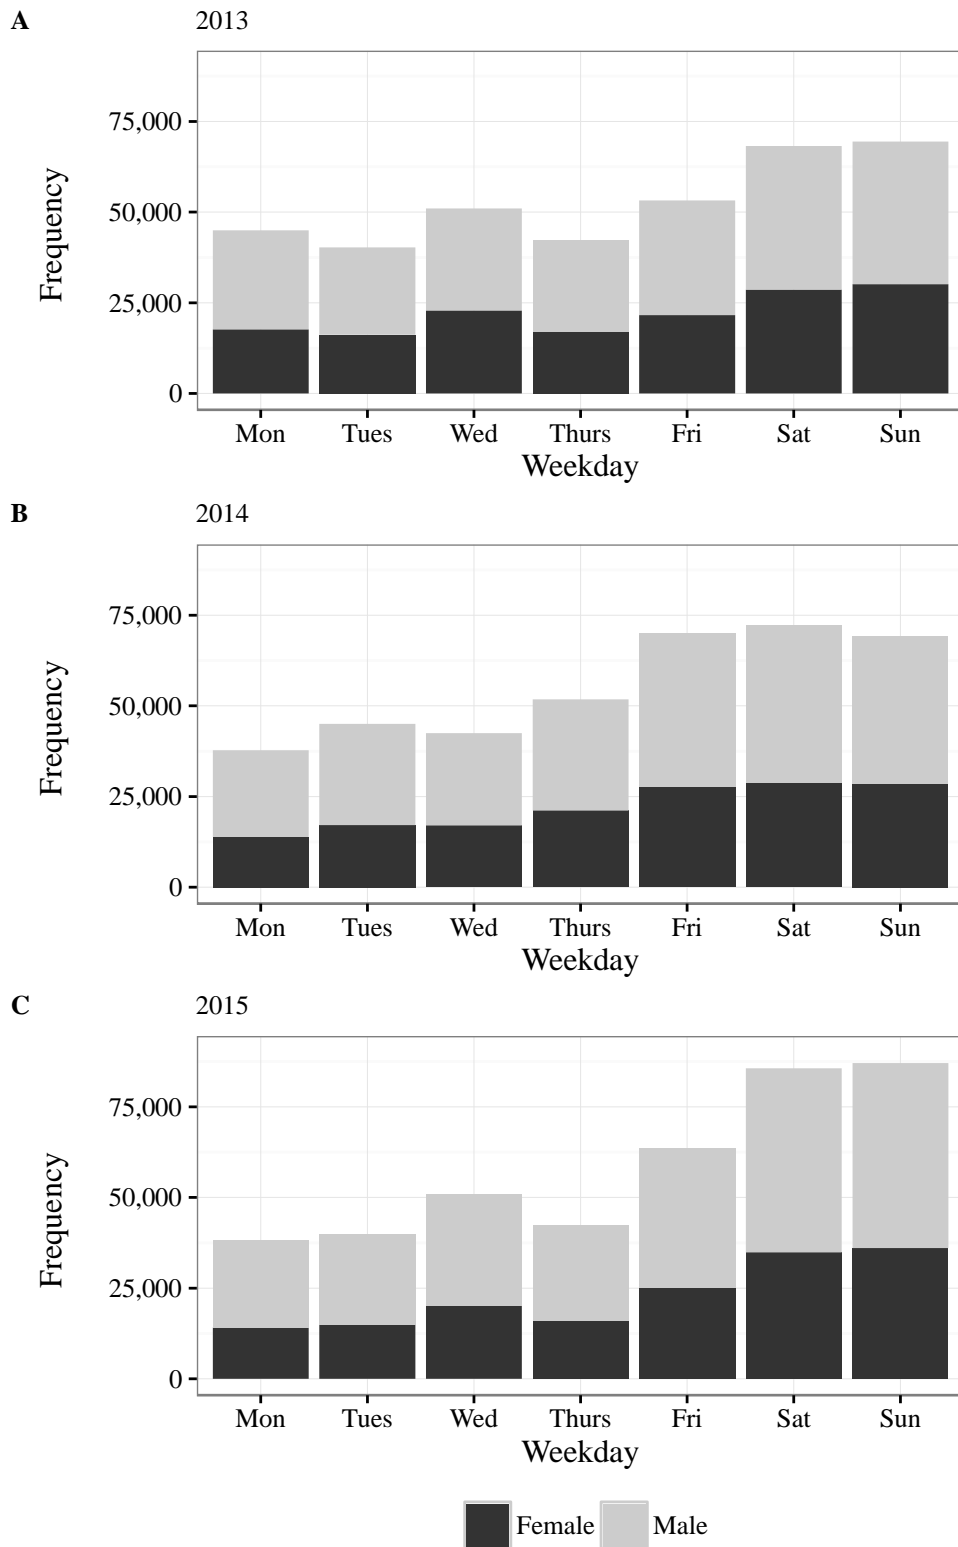 A 2013
75,000
50,000
25,000
0
Frequency
Mon Tues Wed Thurs Fri Sat Sun
Weekday
B 2014
75,000
50,000
25,000
0
Frequency
Mon Tues Wed Thurs Fri Sat Sun
Weekday
C 2015
75,000
50,000
25,000
0
Frequency
Mon Tues Wed Thurs Fri Sat Sun
Weekday
Female Male